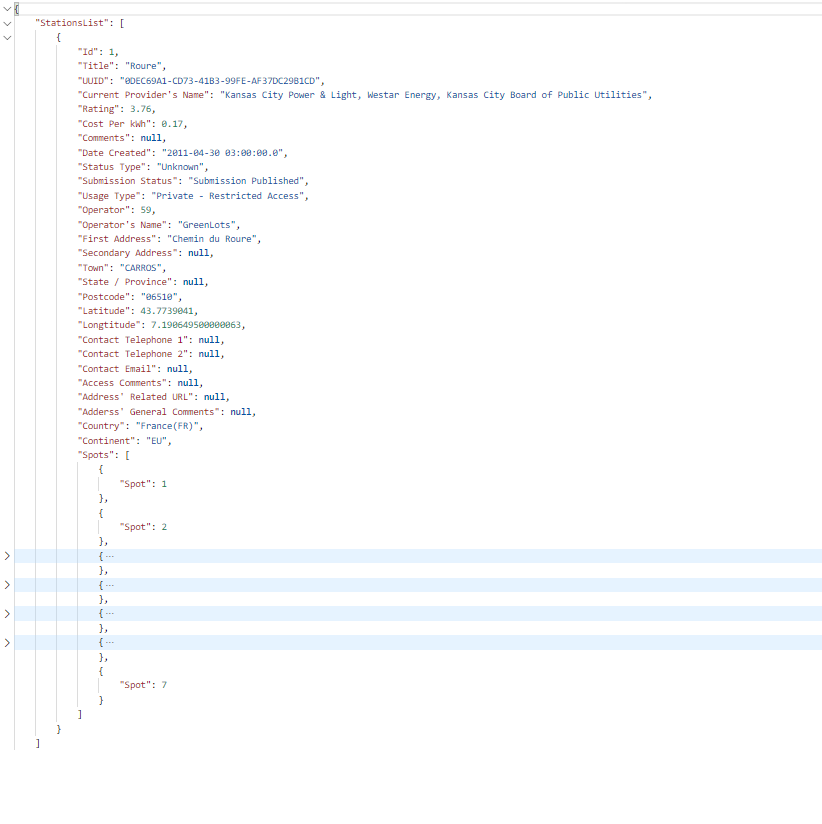 {
"StationsList": [
{
"Id": 1,
"Title": "Roure",
"UUID": "0DEC69A1-CD73-41B3-99FE-AF37DC29B1CD",
"Current Provider's Name": "Kansas City Power & Light, Westar Energy, Kansas City Board of Public Utilities",
"Rating": 3.76,
"Cost Per kWh": 0.17,
"Comments": null,
"Date Created": "2011-04-30 03:00:00.0",
"Status Type": "Unknown",
"Submission Status": "Submission Published",
"Usage Type": "Private - Restricted Access",
"Operator": 59,
"Operator's Name": "GreenLots",
"First Address": "Chemin du Roure",
"Secondary Address": null,
"Town": "CARROS",
"State / Province": null,
"Postcode": "06510",
"Latitude": 43.7739041,
"Longtitude": 7.190649500000063,
"Contact Telephone 1": null,
"Contact Telephone 2": null,
"Contact Email": null,
"Access Comments": null,
"Address' Related URL": null,
"Adderss' General Comments": null,
"Country": "France(FR)",
"Continent": "EU",
"Spots": [
{
"Spot": 1
},
{
"Spot": 2
},
{ ···
},
{ ···
},
{ ···
},
{ ···
},
{
"Spot": 7
}
]
}
]